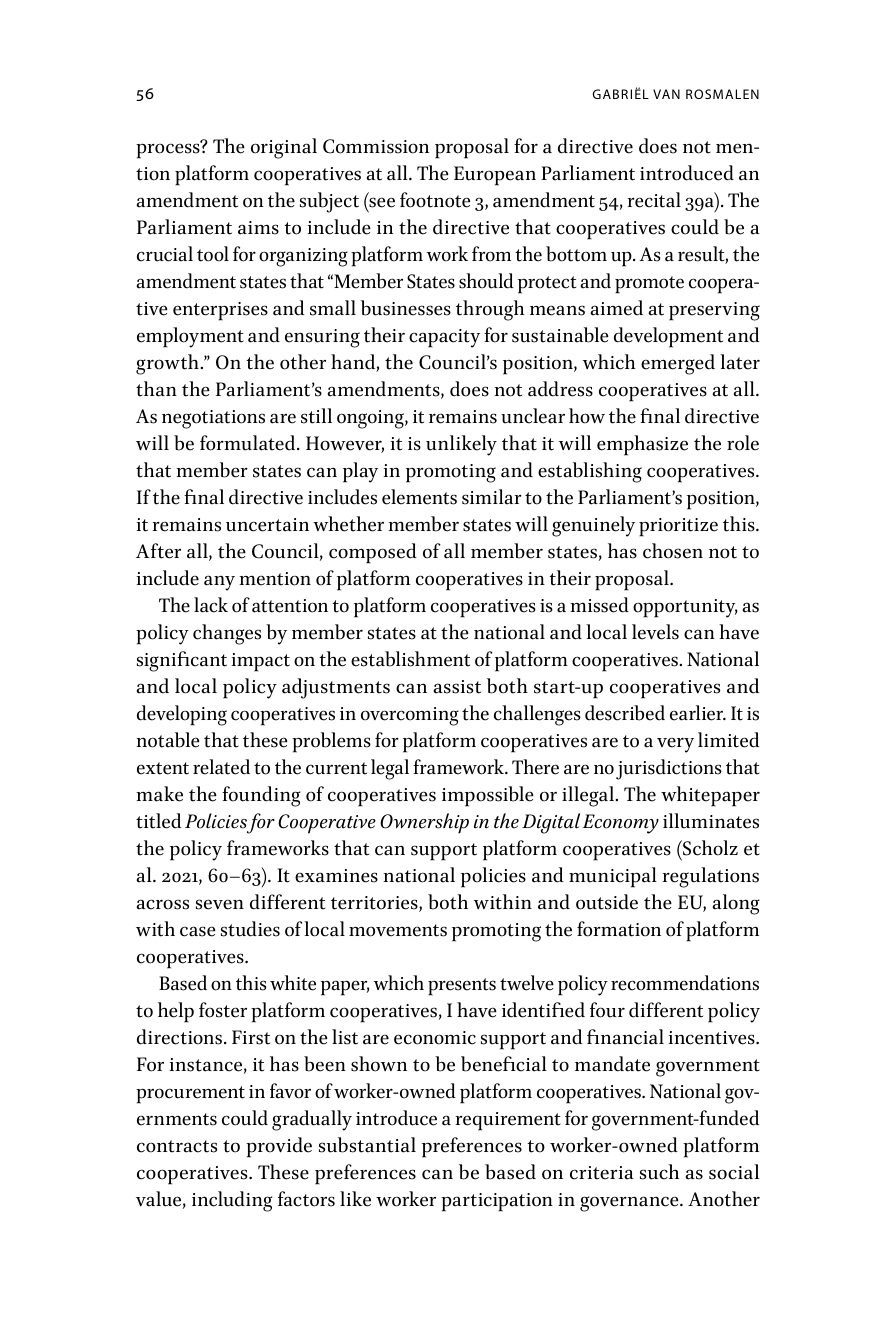 56
GABRIËL VAN ROSMALEN
process? The original Commission proposal for a directive does not men-
tion platform cooperatives at all. The European Parliament introduced an
amendment on the subject (see footnote 3, amendment 54, recital 39a). The
Parliament aims to include in the directive that cooperatives could be a
crucial tool for organizing platform work from the bottom up. As a result, the
amendment states that “Member States should protect and promote coopera-
tive enterprises and small businesses through means aimed at preserving
employment and ensuring their capacity for sustainable development and
growth.” On the other hand, the Council’s position, which emerged later
than the Parliament’s amendments, does not address cooperatives at all.
As negotiations are still ongoing, it remains unclear how the final directive
will be formulated. However, it is unlikely that it will emphasize the role
that member states can play in promoting and establishing cooperatives.
If the final directive includes elements similar to the Parliament’s position,
it remains uncertain whether member states will genuinely prioritize this.
After all, the Council, composed of all member states, has chosen not to
include any mention of platform cooperatives in their proposal.
The lack of attention to platform cooperatives is a missed opportunity, as
policy changes by member states at the national and local levels can have
significant impact on the establishment of platform cooperatives. National
and local policy adjustments can assist both start-up cooperatives and
developing cooperatives in overcoming the challenges described earlier. It is
notable that these problems for platform cooperatives are to a very limited
extent related to the current legal framework. There are no jurisdictions that
make the founding of cooperatives impossible or illegal. The whitepaper
titled Policies for Cooperative Ownership in the Digital Economy illuminates
the policy frameworks that can support platform cooperatives (Scholz et
al. 2021, 60–63). It examines national policies and municipal regulations
across seven different territories, both within and outside the EU, along
with case studies of local movements promoting the formation of platform
cooperatives.
Based on this white paper, which presents twelve policy recommendations
to help foster platform cooperatives, I have identified four different policy
directions. First on the list are economic support and financial incentives.
For instance, it has been shown to be beneficial to mandate government
procurement in favor of worker-owned platform cooperatives. National gov-
ernments could gradually introduce a requirement for government-funded
contracts to provide substantial preferences to worker-owned platform
cooperatives. These preferences can be based on criteria such as social
value, including factors like worker participation in governance. Another